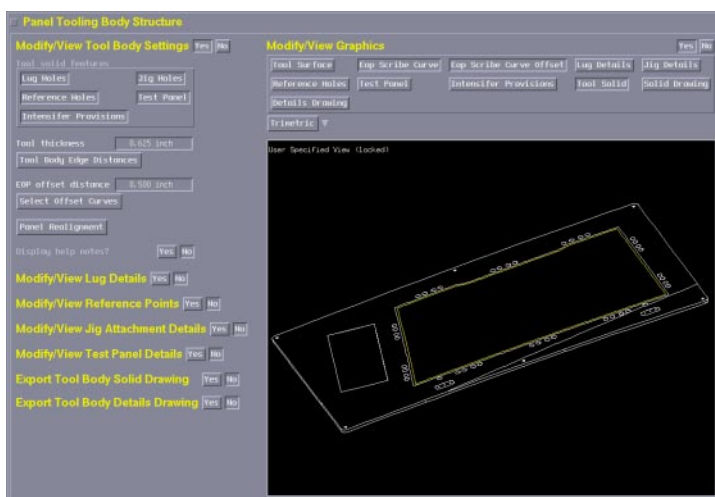 Panel Tooling Body Structure
Modify/View Tool Body Settings Yes No
Tool solid features
Lug Holes Jig Holes
Reference Holes Test Panel
Intensifer Provisions
Tool thickness 0.625 inch
Tool Body Edge Distances
EOP offset distance 0.500 inch
Select Offset Curves
Panel Realignment
Display help notes? Yes No
Modify/View Lug Details Yes No
Modify/View Reference Points Yes No
Modify/View Jig Attachment Details Yes No
Modify/View Test Panel Details Yes No
Export Tool Body Solid Drawing Yes No
Export Tool Body Details Drawing Yes No
Modify/View Graphics Yes No
Tool Surface Eop Scribe Curve Eop Scribe Curve Offset Lug Details Jig Details
Reference Holes Test Panel Intensifer Provisions Tool Solid Solid Drawing
Details Drawing
Trimetric
User Specified View (locked)